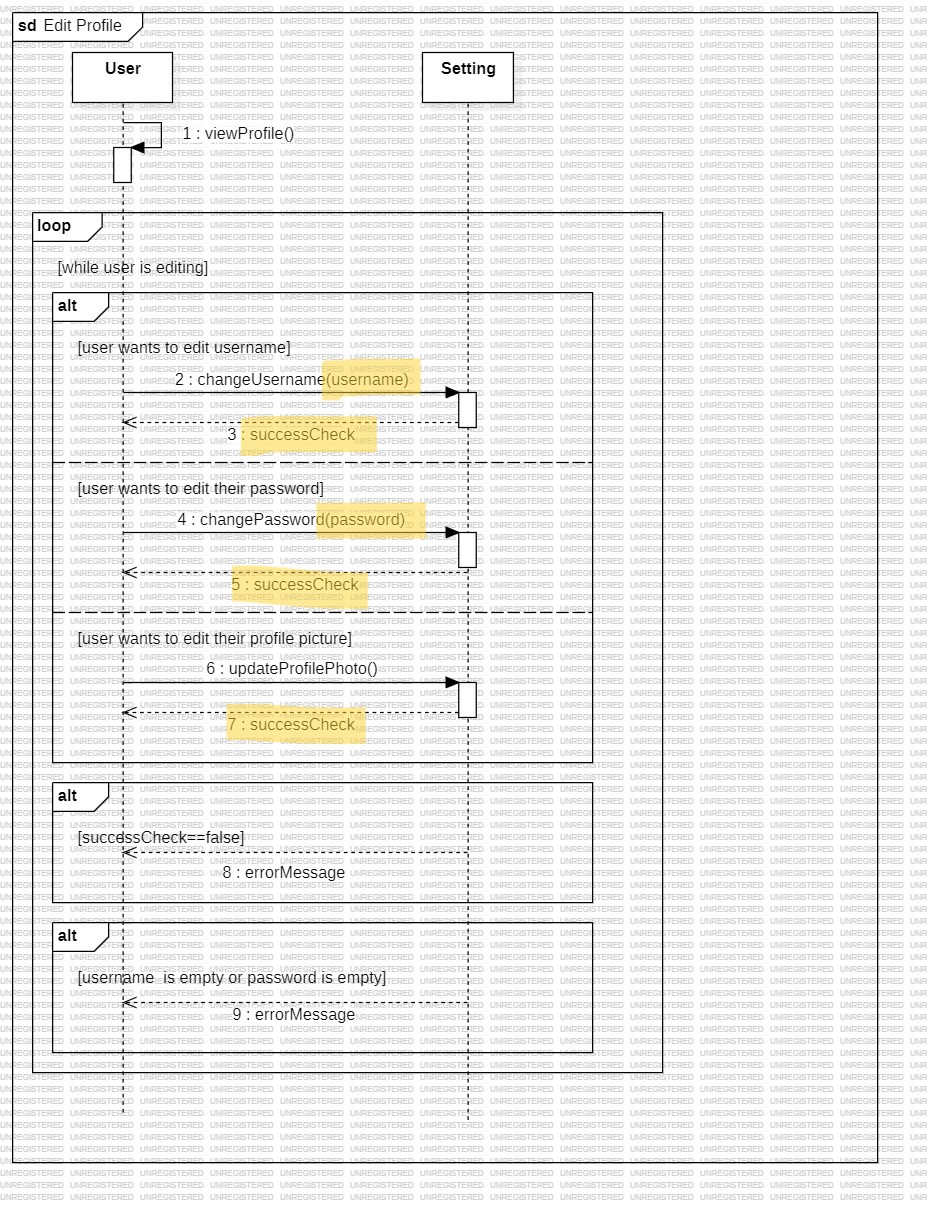 sd Edit Profile
User
Setting
1 : viewProfile()
loop
[while user is editing]
alt
[user wants to edit username]
2 : changeUsername(username)
3 : successCheck
[user wants to edit their password]
4 : changePassword(password)
5 : successCheck
[user wants to edit their profile picture]
6 : updateProfilePhoto()
7 : successCheck
alt
[successCheck==false]
8 : errorMessage
alt
[username  is empty or password is empty]
9 : errorMessage
UNREGISTERED